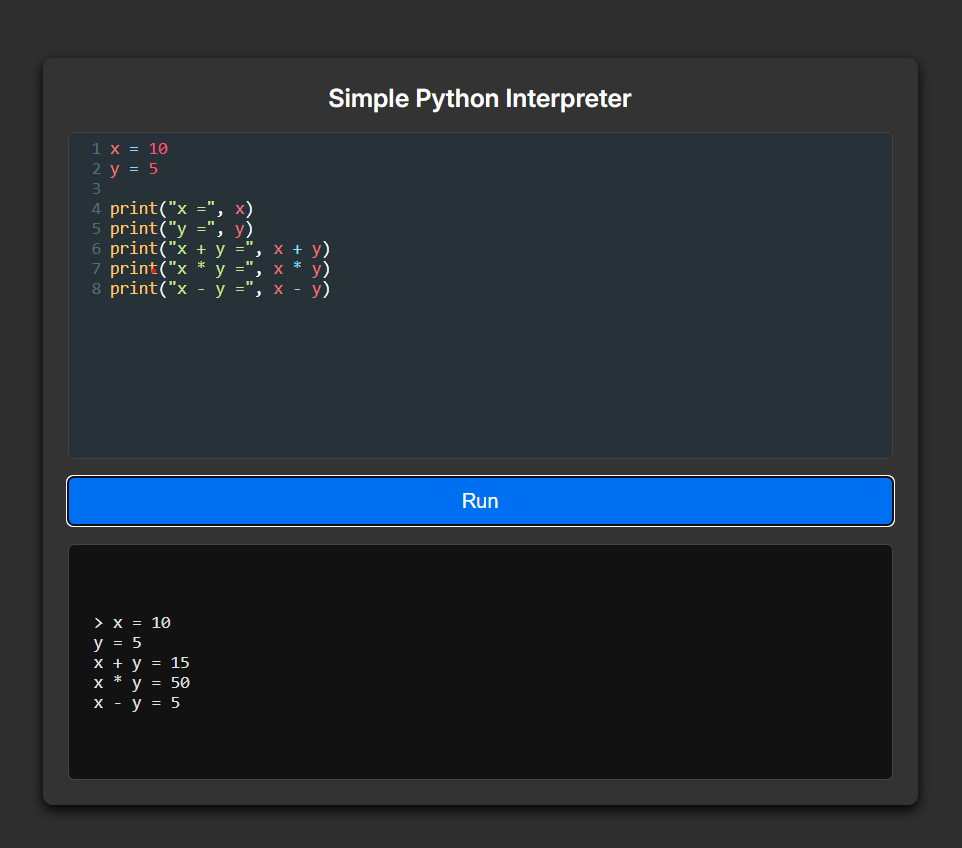 Simple Python Interpreter
1 x = 10
2 y = 5
3
4 print("x =", x)
5 print("y =", y)
6 print("x + y =", x + y)
7 print("x * y =", x * y)
8 print("x - y =", x - y)
Run
> x = 10
y = 5
x + y = 15
x * y = 50
x - y = 5